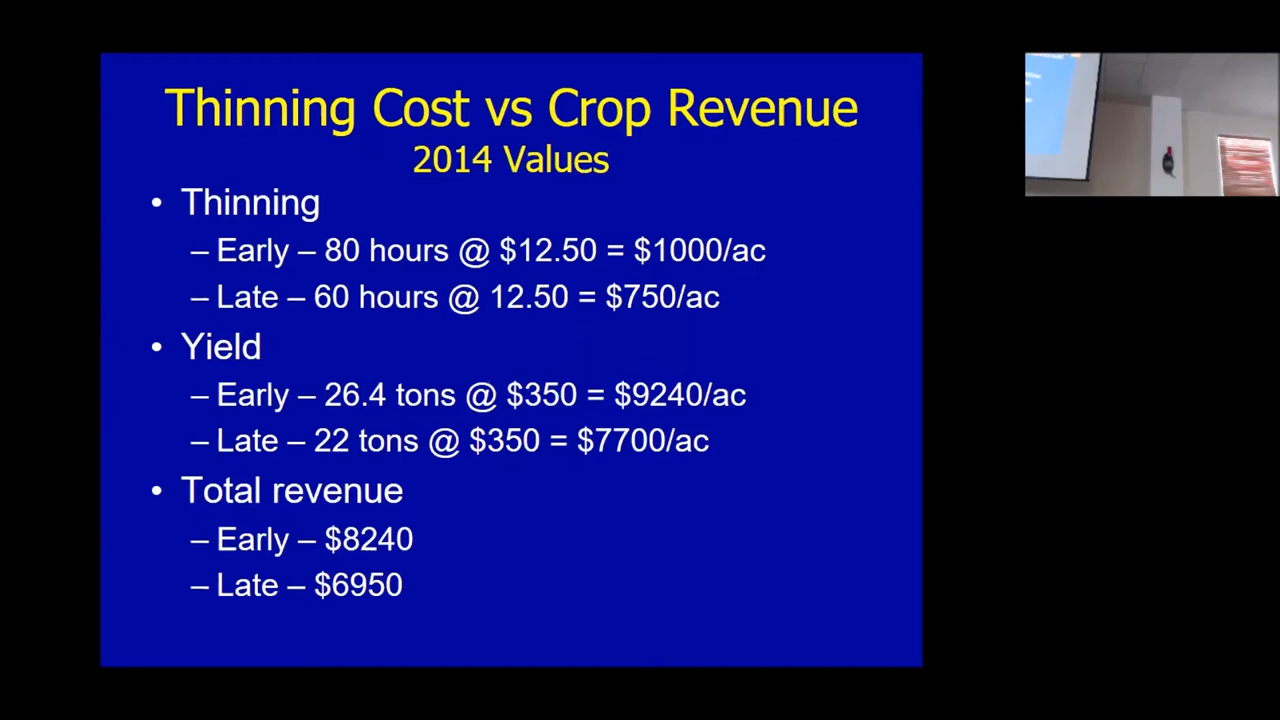 Thinning Cost vs Crop Revenue
2014 Values
• Thinning
– Early – 80 hours @ $12.50 = $1000/ac
– Late – 60 hours @ 12.50 = $750/ac
• Yield
– Early – 26.4 tons @ $350 = $9240/ac
– Late – 22 tons @ $350 = $7700/ac
• Total revenue
– Early – $8240
– Late – $6950